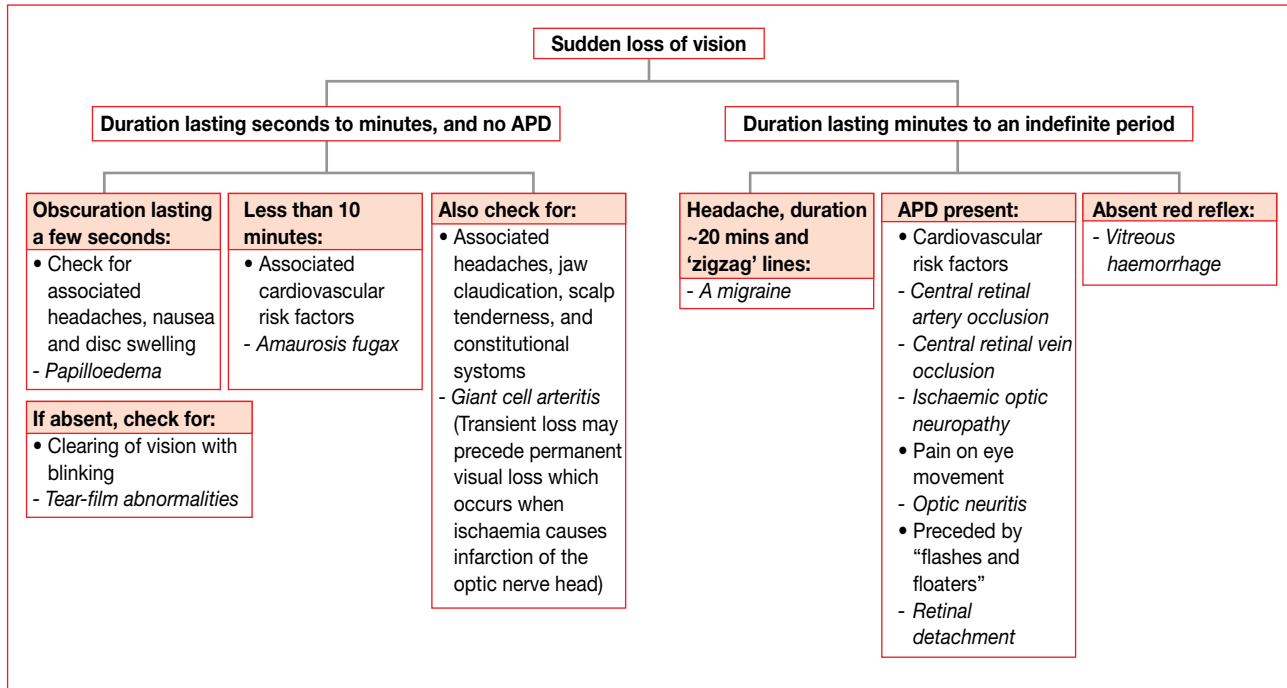 Sudden loss of vision
Duration lasting seconds to minutes, and no APD
Duration lasting minutes to an indefinite period
Obscuration lasting
a few seconds:
• Check for
associated
headaches, nausea
and disc swelling
- Papilloedema
If absent, check for:
• Clearing of vision with
blinking
- Tear-film abnormalities
Less than 10
minutes:
• Associated
cardiovascular
risk factors
- Amaurosis fugax
Also check for:
• Associated
headaches, jaw
claudication, scalp
tenderness, and
constitutional
systoms
- Giant cell arteritis
(Transient loss may
precede permanent
visual loss which
occurs when
ischaemia causes
infarction of the
optic nerve head)
Headache, duration
~20 mins and
‘zigzag’ lines:
- A migraine
APD present:
• Cardiovascular
risk factors
- Central retinal
artery occlusion
- Central retinal vein
occlusion
- Ischaemic optic
neuropathy
• Pain on eye
movement
- Optic neuritis
• Preceded by
“flashes and
floaters”
- Retinal
detachment
Absent red reflex:
- Vitreous
haemorrhage